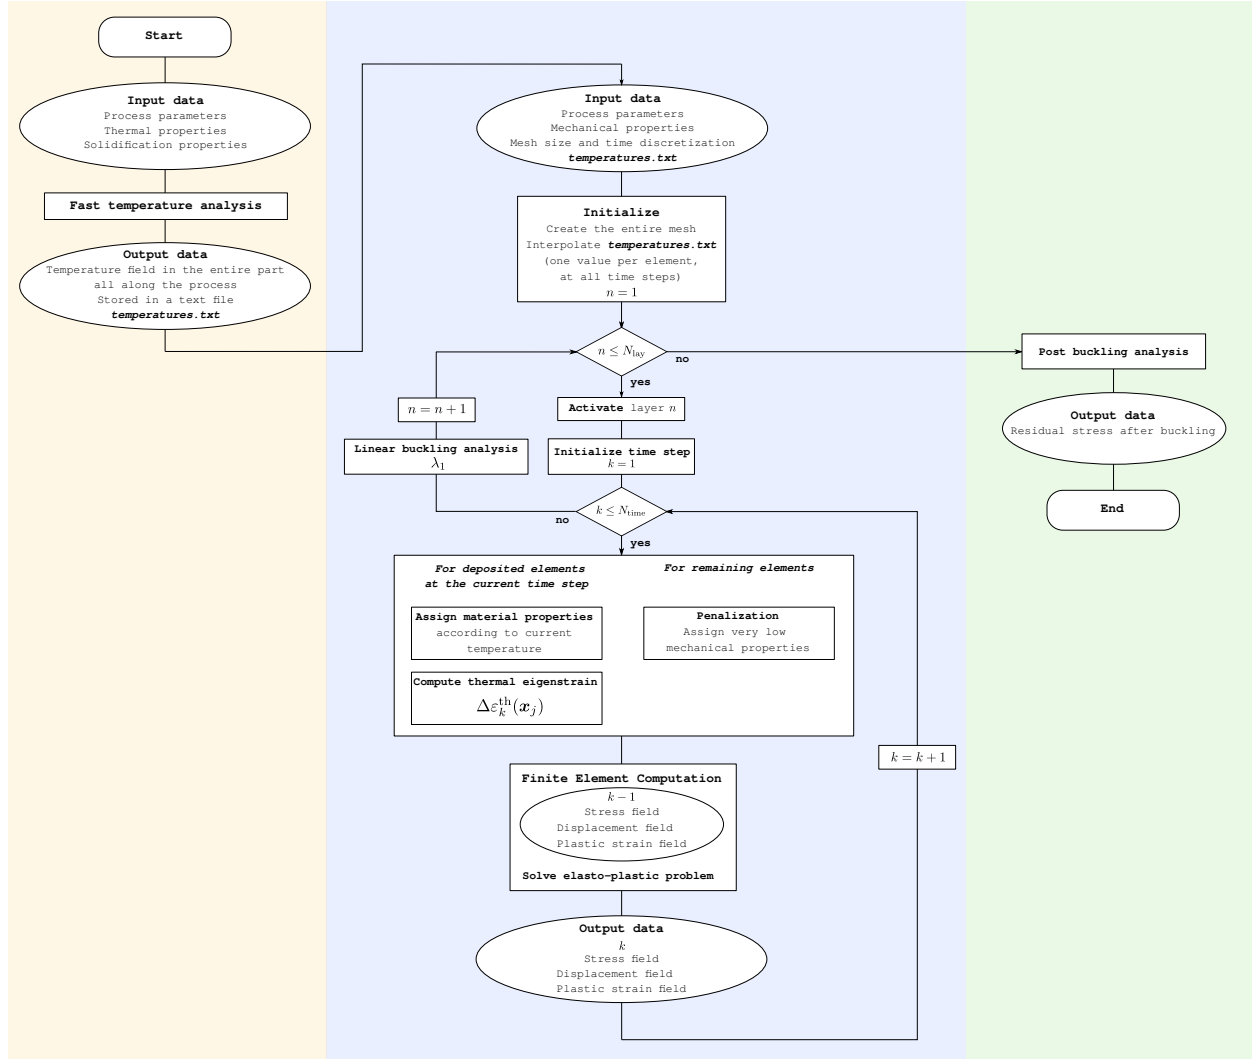 Start
Input data
Process parameters
Thermal properties
Solidification properties
Fast temperature analysis
Output data
Temperature field in the entire part
all along the process
Stored in a text file
temperatures.txt
Input data
Process parameters
Mechanical properties
Mesh size and time discretization
temperatures.txt
Initialize
Create the entire mesh
Interpolate temperatures.txt
(one value per element,
at all time steps)
n = 1
n ≤ N_lay
no
yes
Activate layer n
Initialize time step
k = 1
k ≤ N_time
no
yes
Linear buckling analysis
λ_1
n = n + 1
For deposited elements
at the current time step
Assign material properties
according to current
temperature
Compute thermal eigenstrain
Δε_k^th(x_j)
For remaining elements
Penalization
Assign very low
mechanical properties
Finite Element Computation
k − 1
Stress field
Displacement field
Plastic strain field
Solve elasto-plastic problem
Output data
k
Stress field
Displacement field
Plastic strain field
k = k + 1
Post buckling analysis
Output data
Residual stress after buckling
End